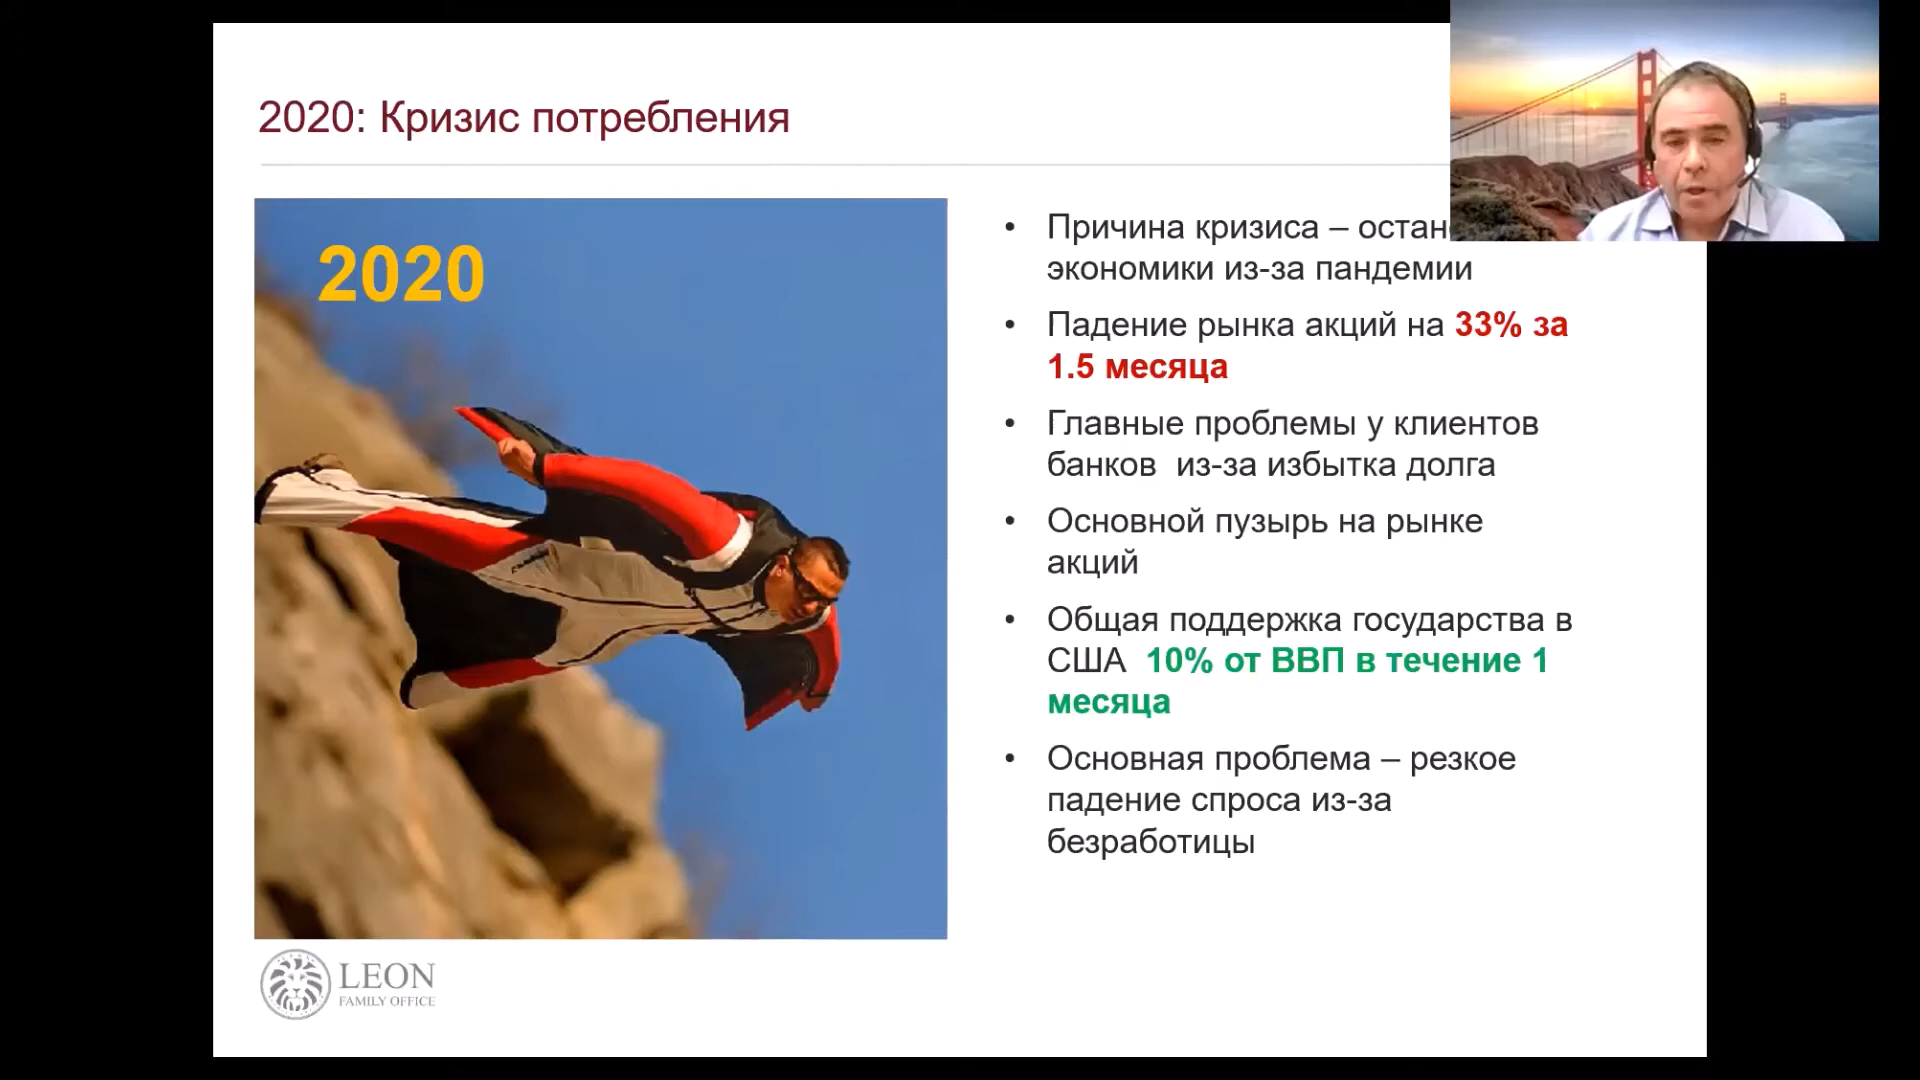 2020: Кризис потребления
2020
• Причина кризиса –
экономики из-за пандемии
• Падение рынка акций на 33% за
1.5 месяца
• Главные проблемы у клиентов
банков из-за избытка долга
• Основной пузырь на рынке
акций
• Общая поддержка государства в
США 10% от ВВП в течение 1
месяца
• Основная проблема – резкое
падение спроса из-за
безработицы
LEON
FAMILY OFFICE